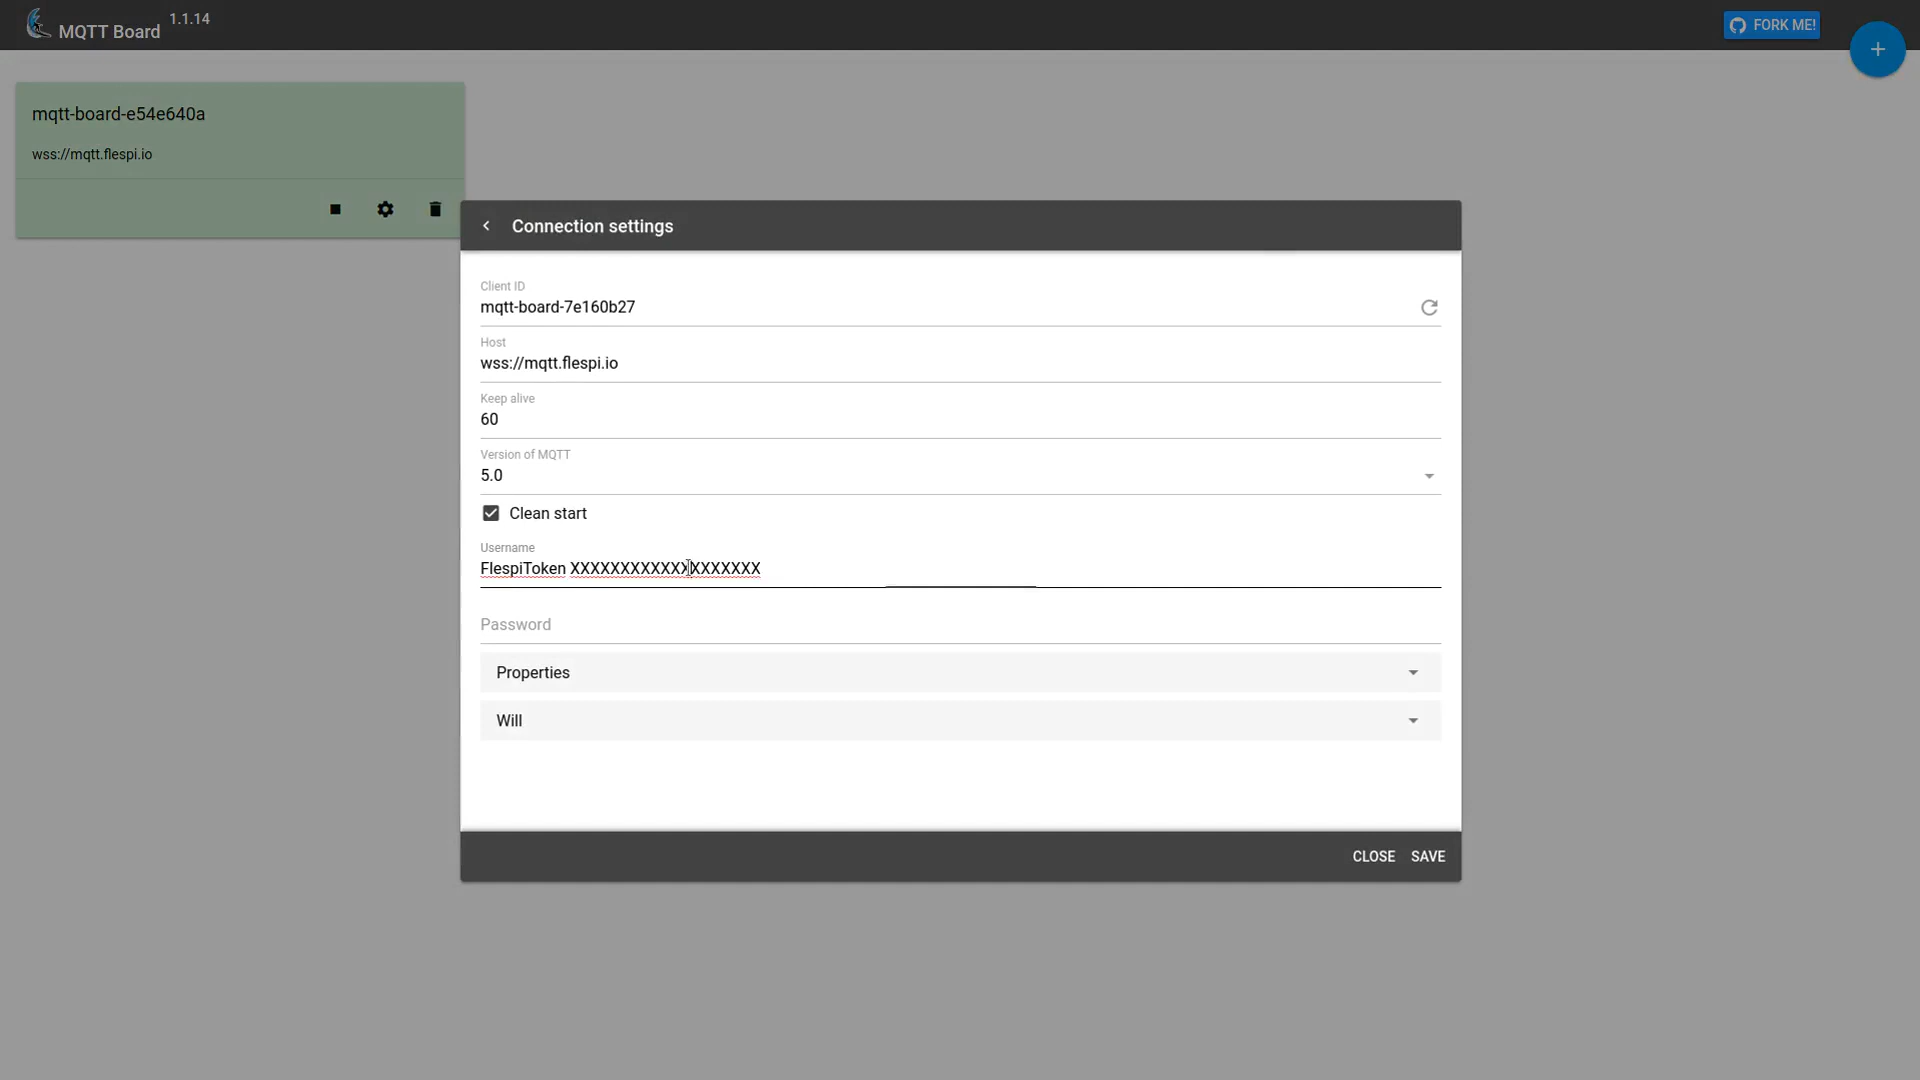 MQTT Board 1.1.14
FORK ME!
+
mqtt-board-e54e640a
wss://mqtt.flespi.io
Connection settings
Client ID
mqtt-board-7e160b27
Host
wss://mqtt.flespi.io
Keep alive
60
Version of MQTT
5.0
Clean start
Username
FlespiToken XXXXXXXXXXXXXXXXXXX
Password
Properties
Will
CLOSE SAVE